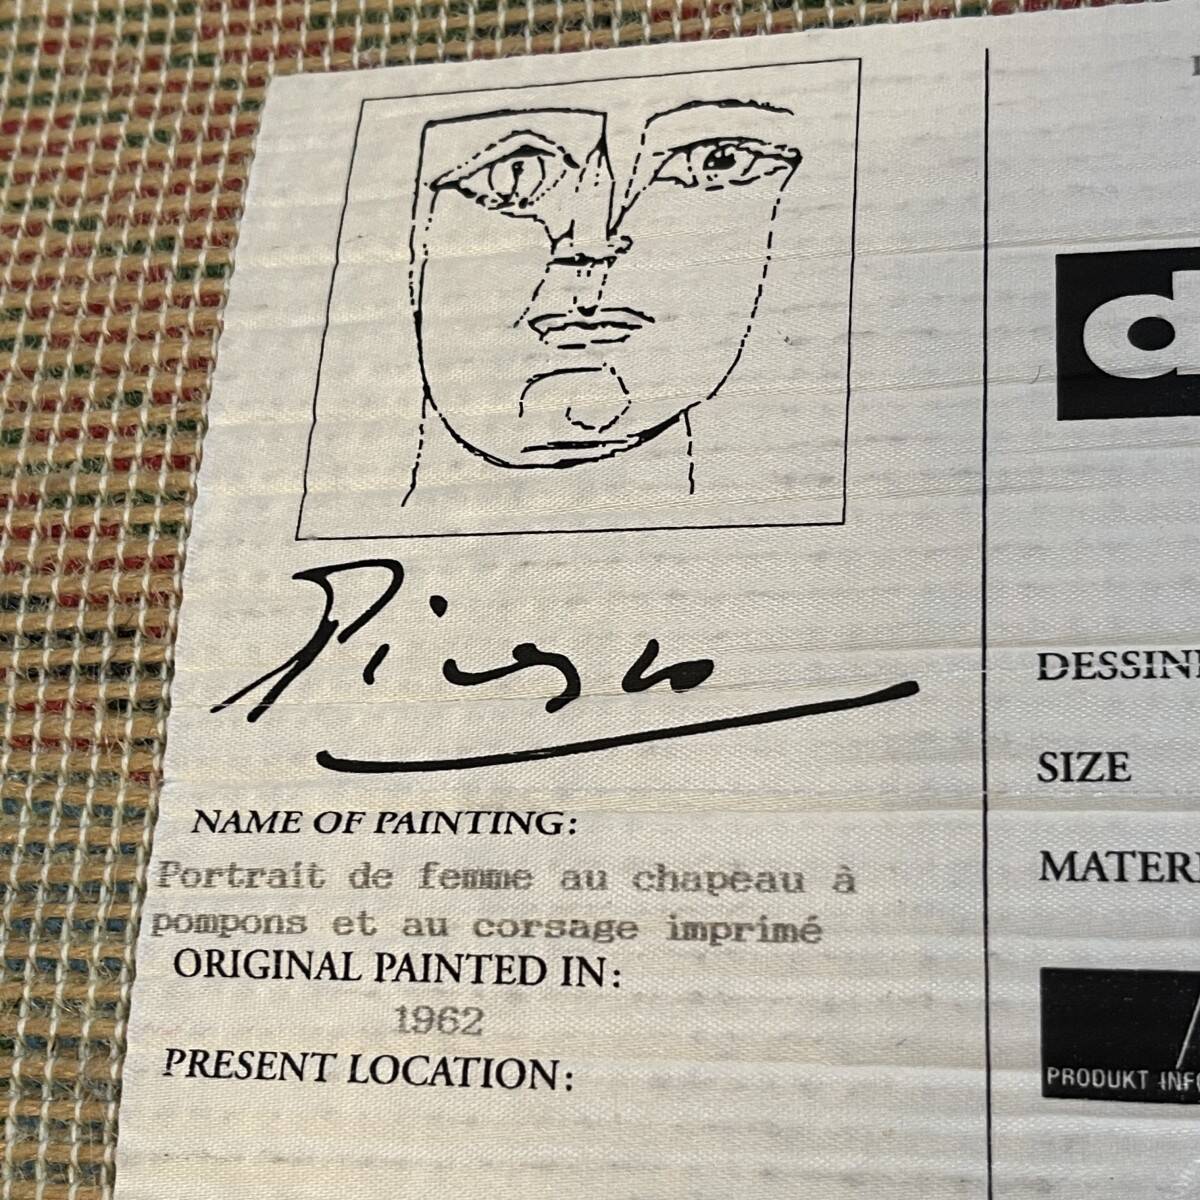 Picasso
NAME OF PAINTING:
Portrait de femme au chapeau à
pompons et au corsage imprimé
ORIGINAL PAINTED IN:
1962
PRESENT LOCATION:
d
DESSIN
SIZE
MATER
PRODUKT INFO